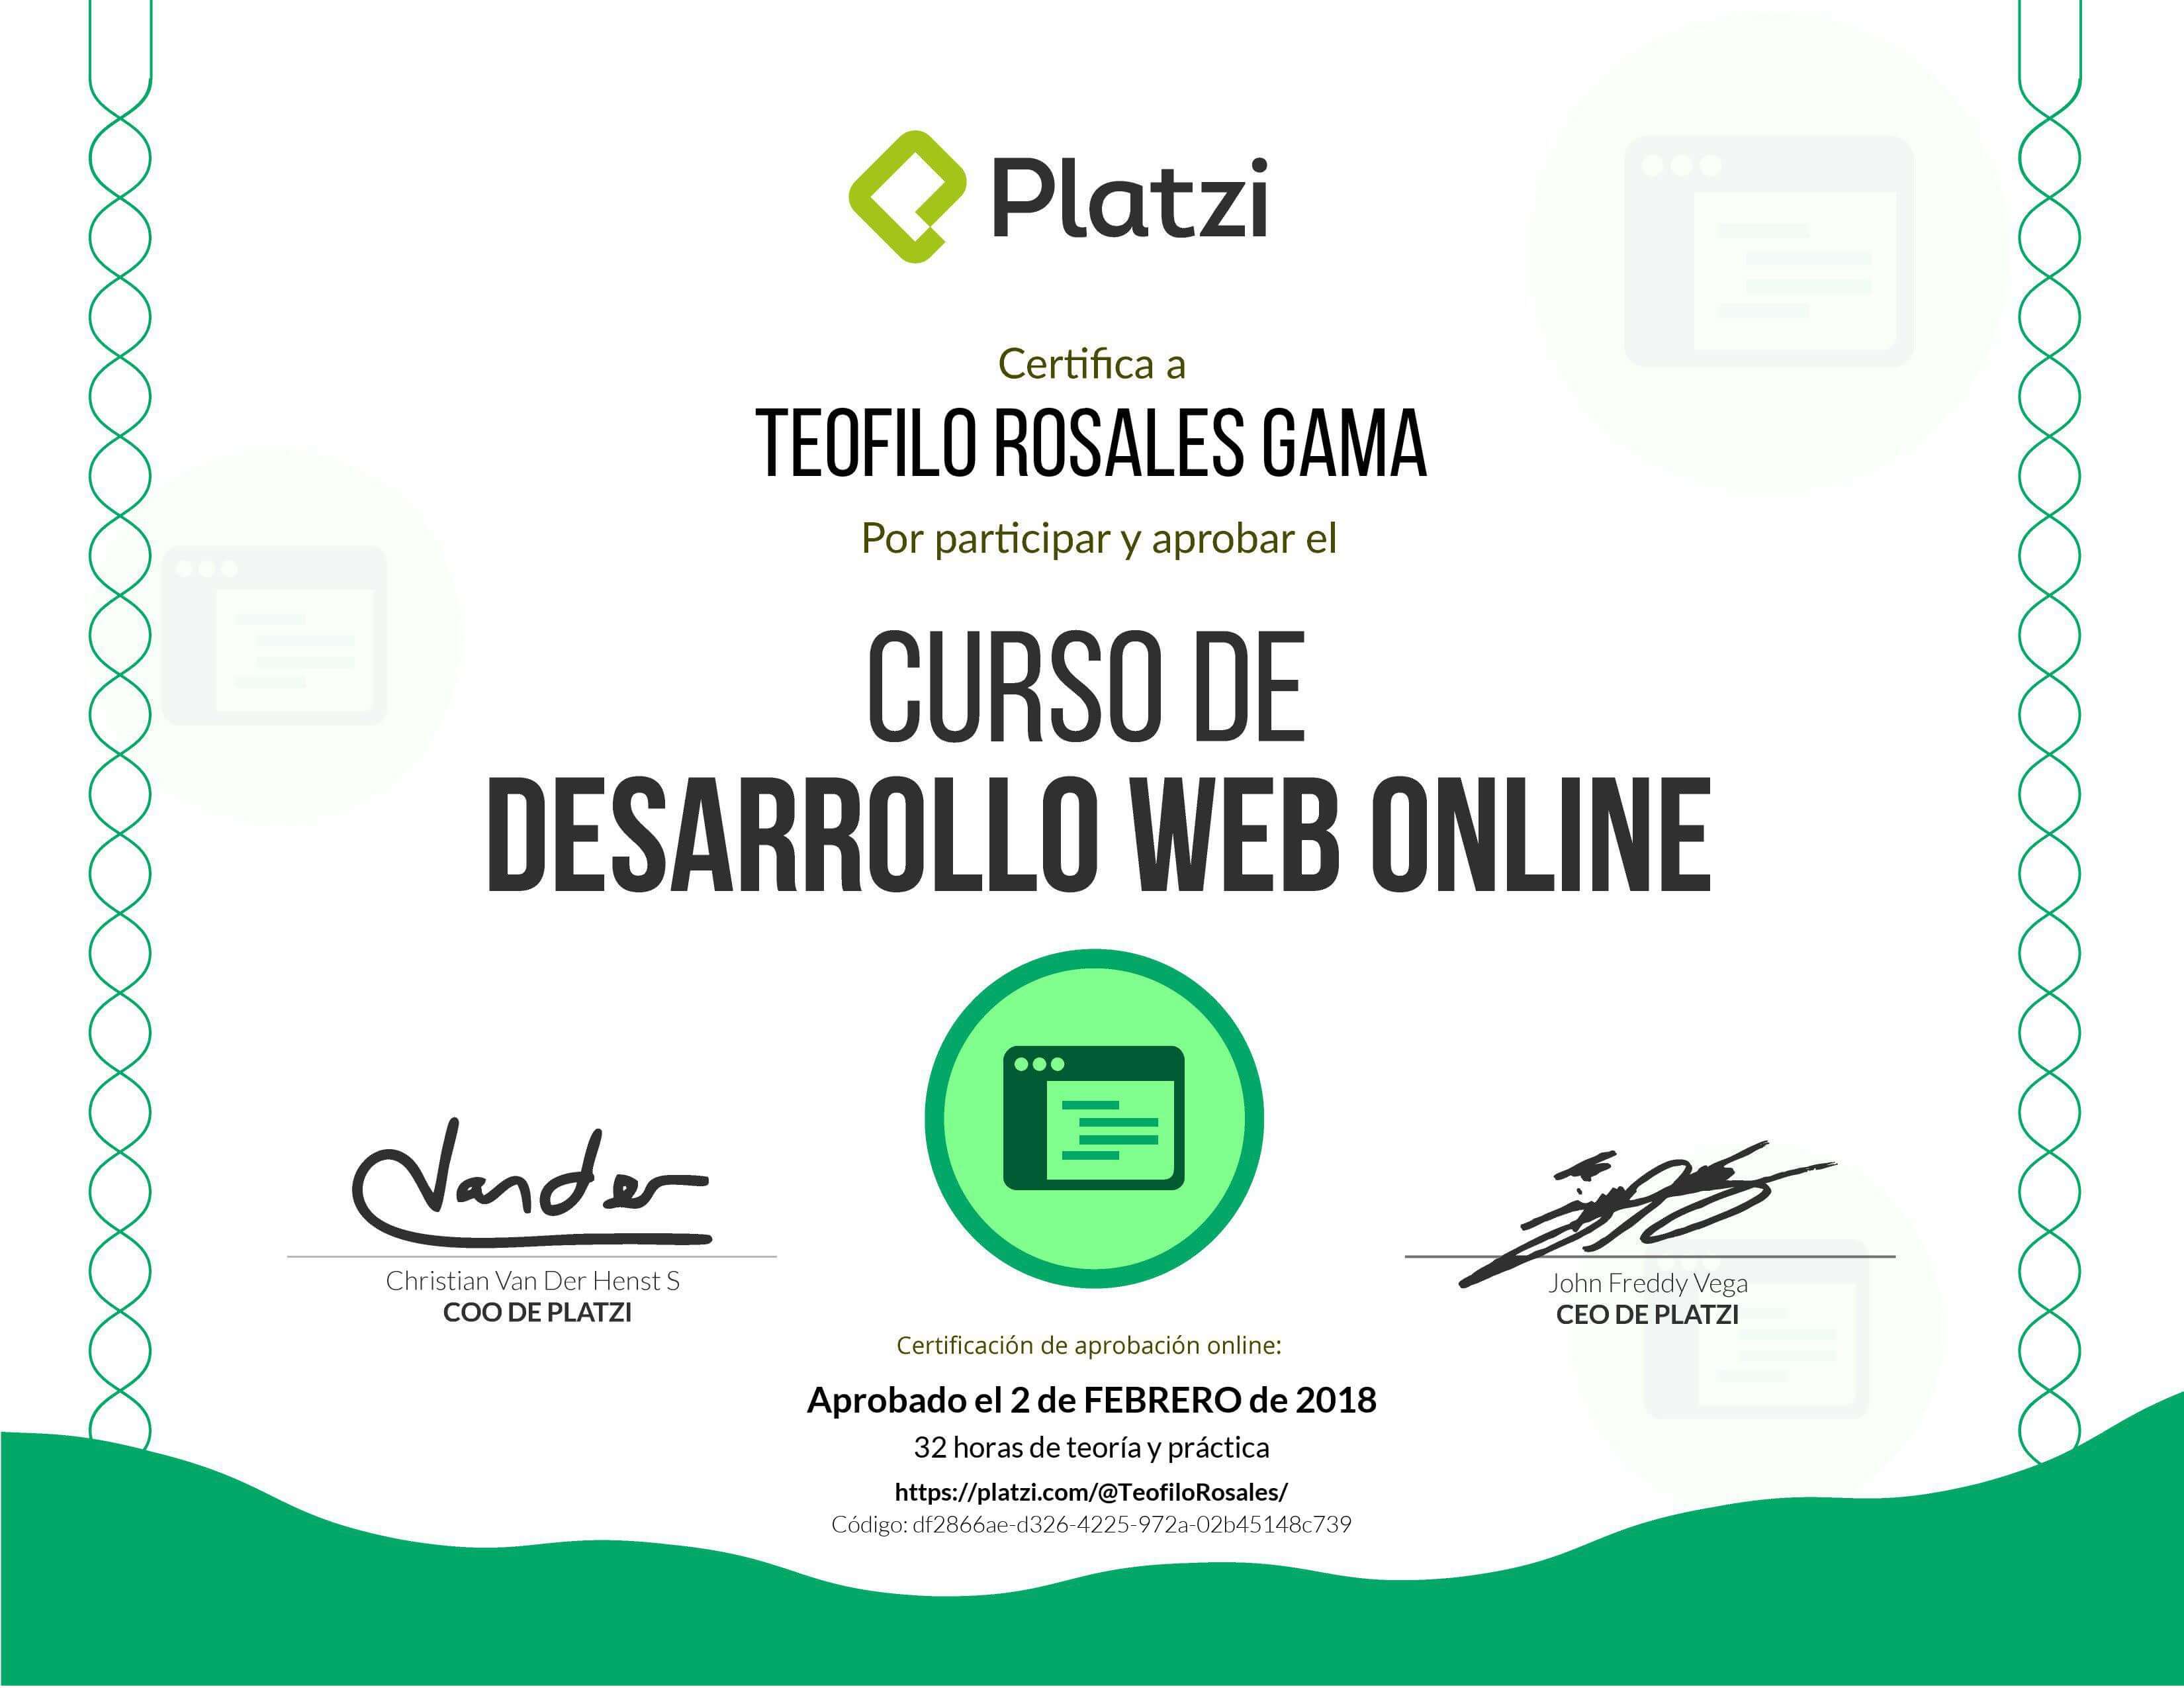 Platzi
Certifica a
TEOFILO ROSALES GAMA
Por participar y aprobar el
CURSO DE
DESARROLLO WEB ONLINE
Vander
Christian Van Der Henst S
COO DE PLATZI
John Freddy Vega
CEO DE PLATZI
Certificación de aprobación online:
Aprobado el 2 de FEBRERO de 2018
32 horas de teoría y práctica
https://platzi.com/@TeofiloRosales/
Código: df2866ae-d326-4225-972a-02b45148c739